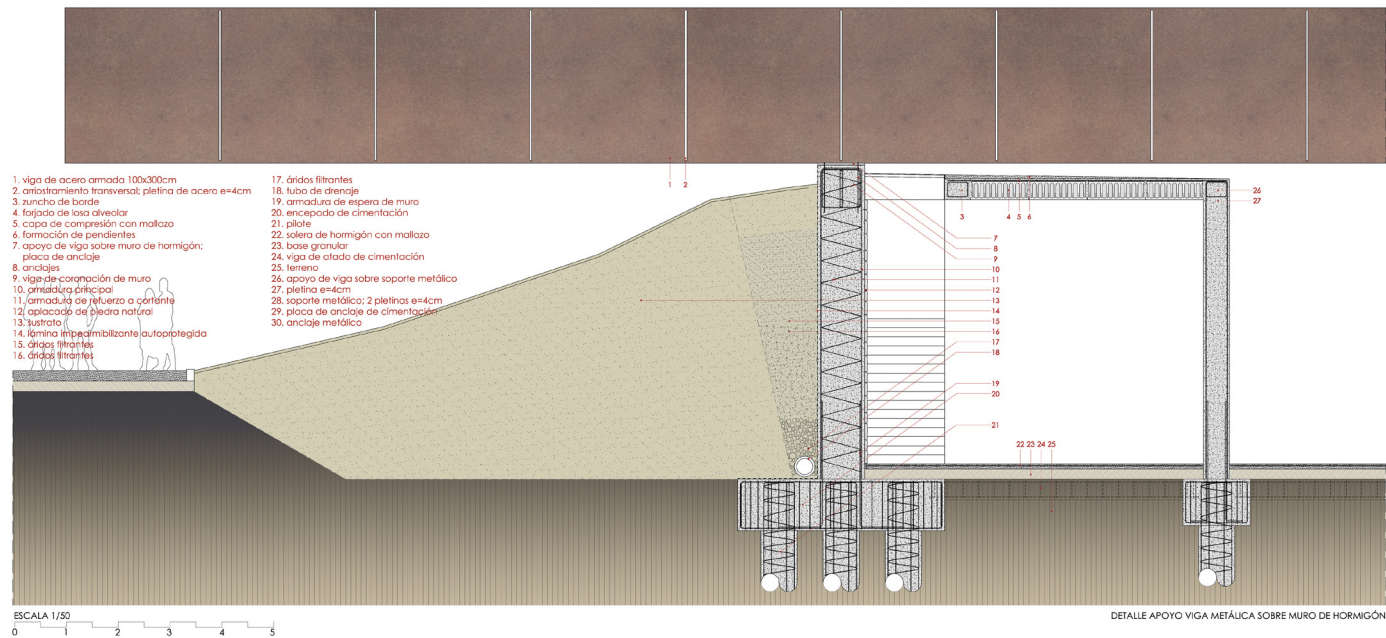 1. viga de acero armada 100x300cm
2. arriostramiento transversal; pletina de acero e=4cm
3. zuncho de borde
4. forjado de losa alveolar
5. capa de compresión con mallazo
6. formación de pendientes
7. apoyo de viga sobre muro de hormigón;
placa de anclaje
8. anclajes
9. viga de coronación de muro
10. armadura principal
11. armadura de refuerzo a cortante
12. aplacado de piedra natural
13. sustrato
14. lámina impermibilizante autoprotegida
15. áridos filtrantes
16. áridos filtrantes
17. áridos filtrantes
18. tubo de drenaje
19. armadura de espera de muro
20. encepado de cimentación
21. pilote
22. solera de hormigón con mallazo
23. base granular
24. viga de atado de cimentación
25. terreno
26. apoyo de viga sobre soporte metálico
27. pletina e=4cm
28. soporte metálico; 2 pletinas e=4cm
29. placa de anclaje de cimentación
30. anclaje metálico
1 2
3 4 5 6
26
27
7
8
9
10
11
12
13
14
15
16
17
18
19
20
21
22 23 24 25
ESCALA 1/50
0 1 2 3 4 5
DETALLE APOYO VIGA METÁLICA SOBRE MURO DE HORMIGÓN